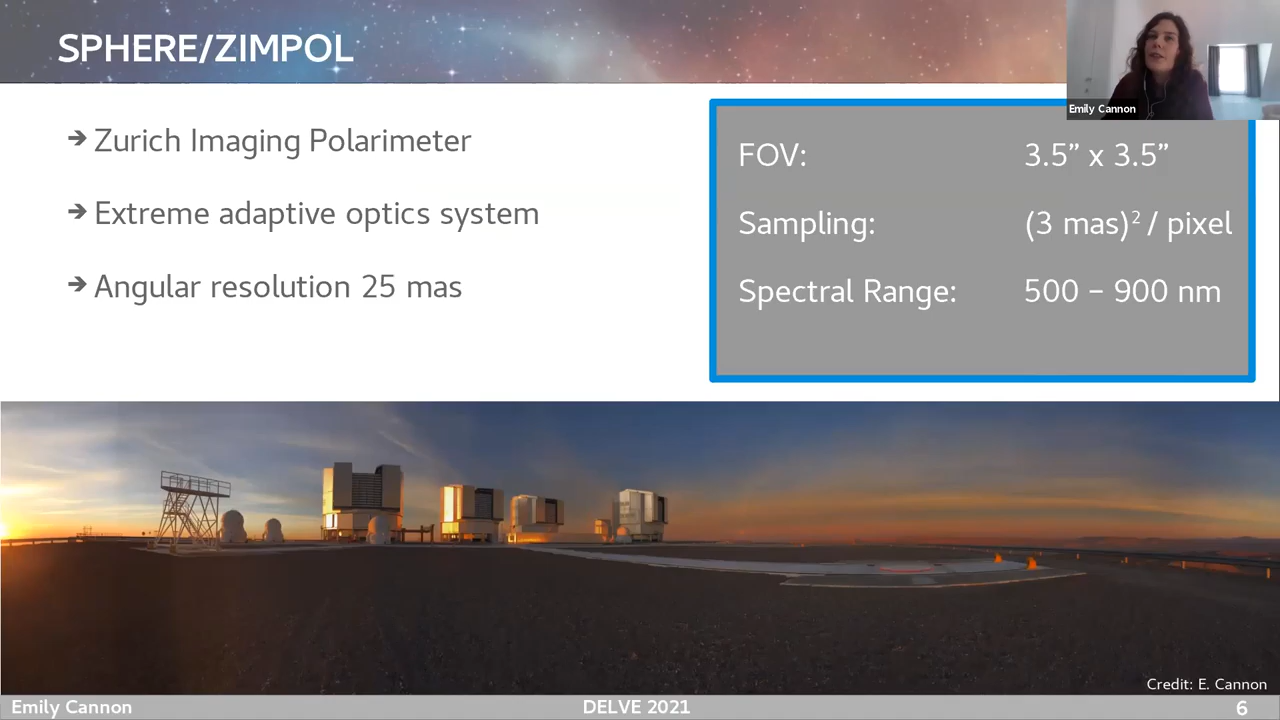 SPHERE/ZIMPOL
Emily Cannon
➔ Zurich Imaging Polarimeter
➔ Extreme adaptive optics system
➔ Angular resolution 25 mas
FOV: 3.5” x 3.5”
Sampling: (3 mas)² / pixel
Spectral Range: 500 – 900 nm
Credit: E. Cannon
Emily Cannon DELVE 2021 6